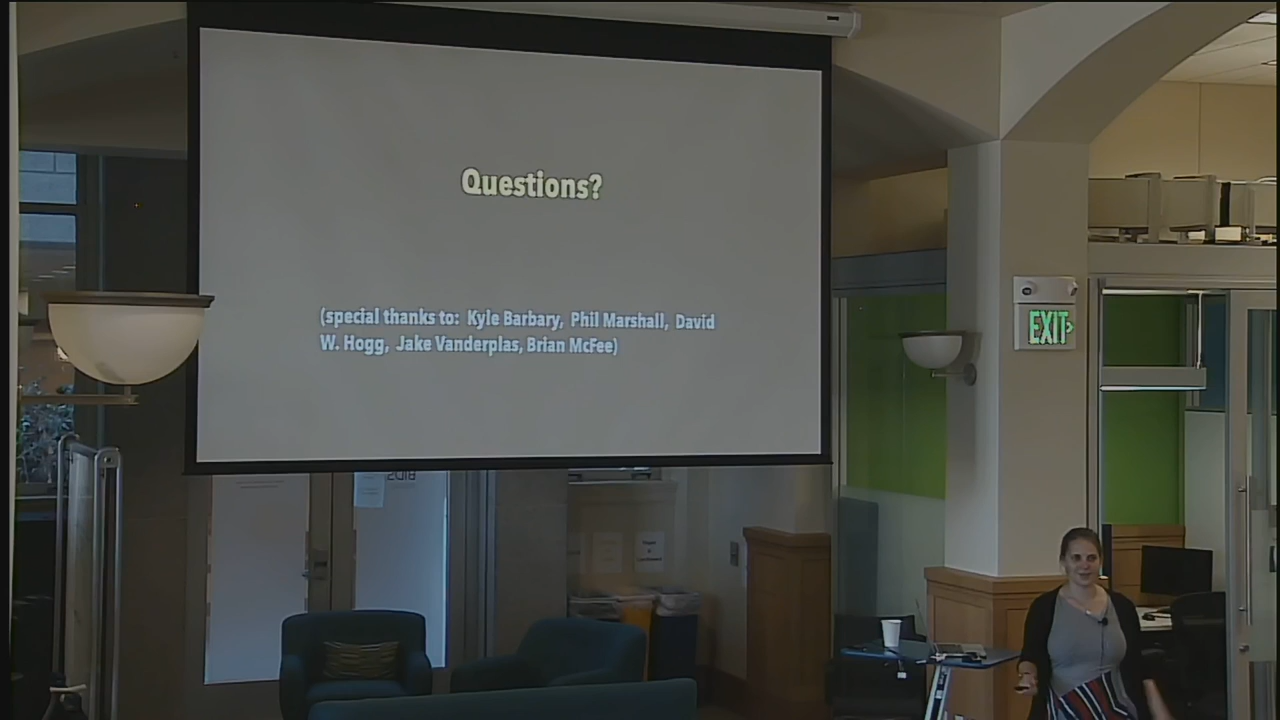 Questions?
(special thanks to: Kyle Barbary, Phil Marshall, David
W. Hogg, Jake Vanderplas, Brian McFee)
EXIT